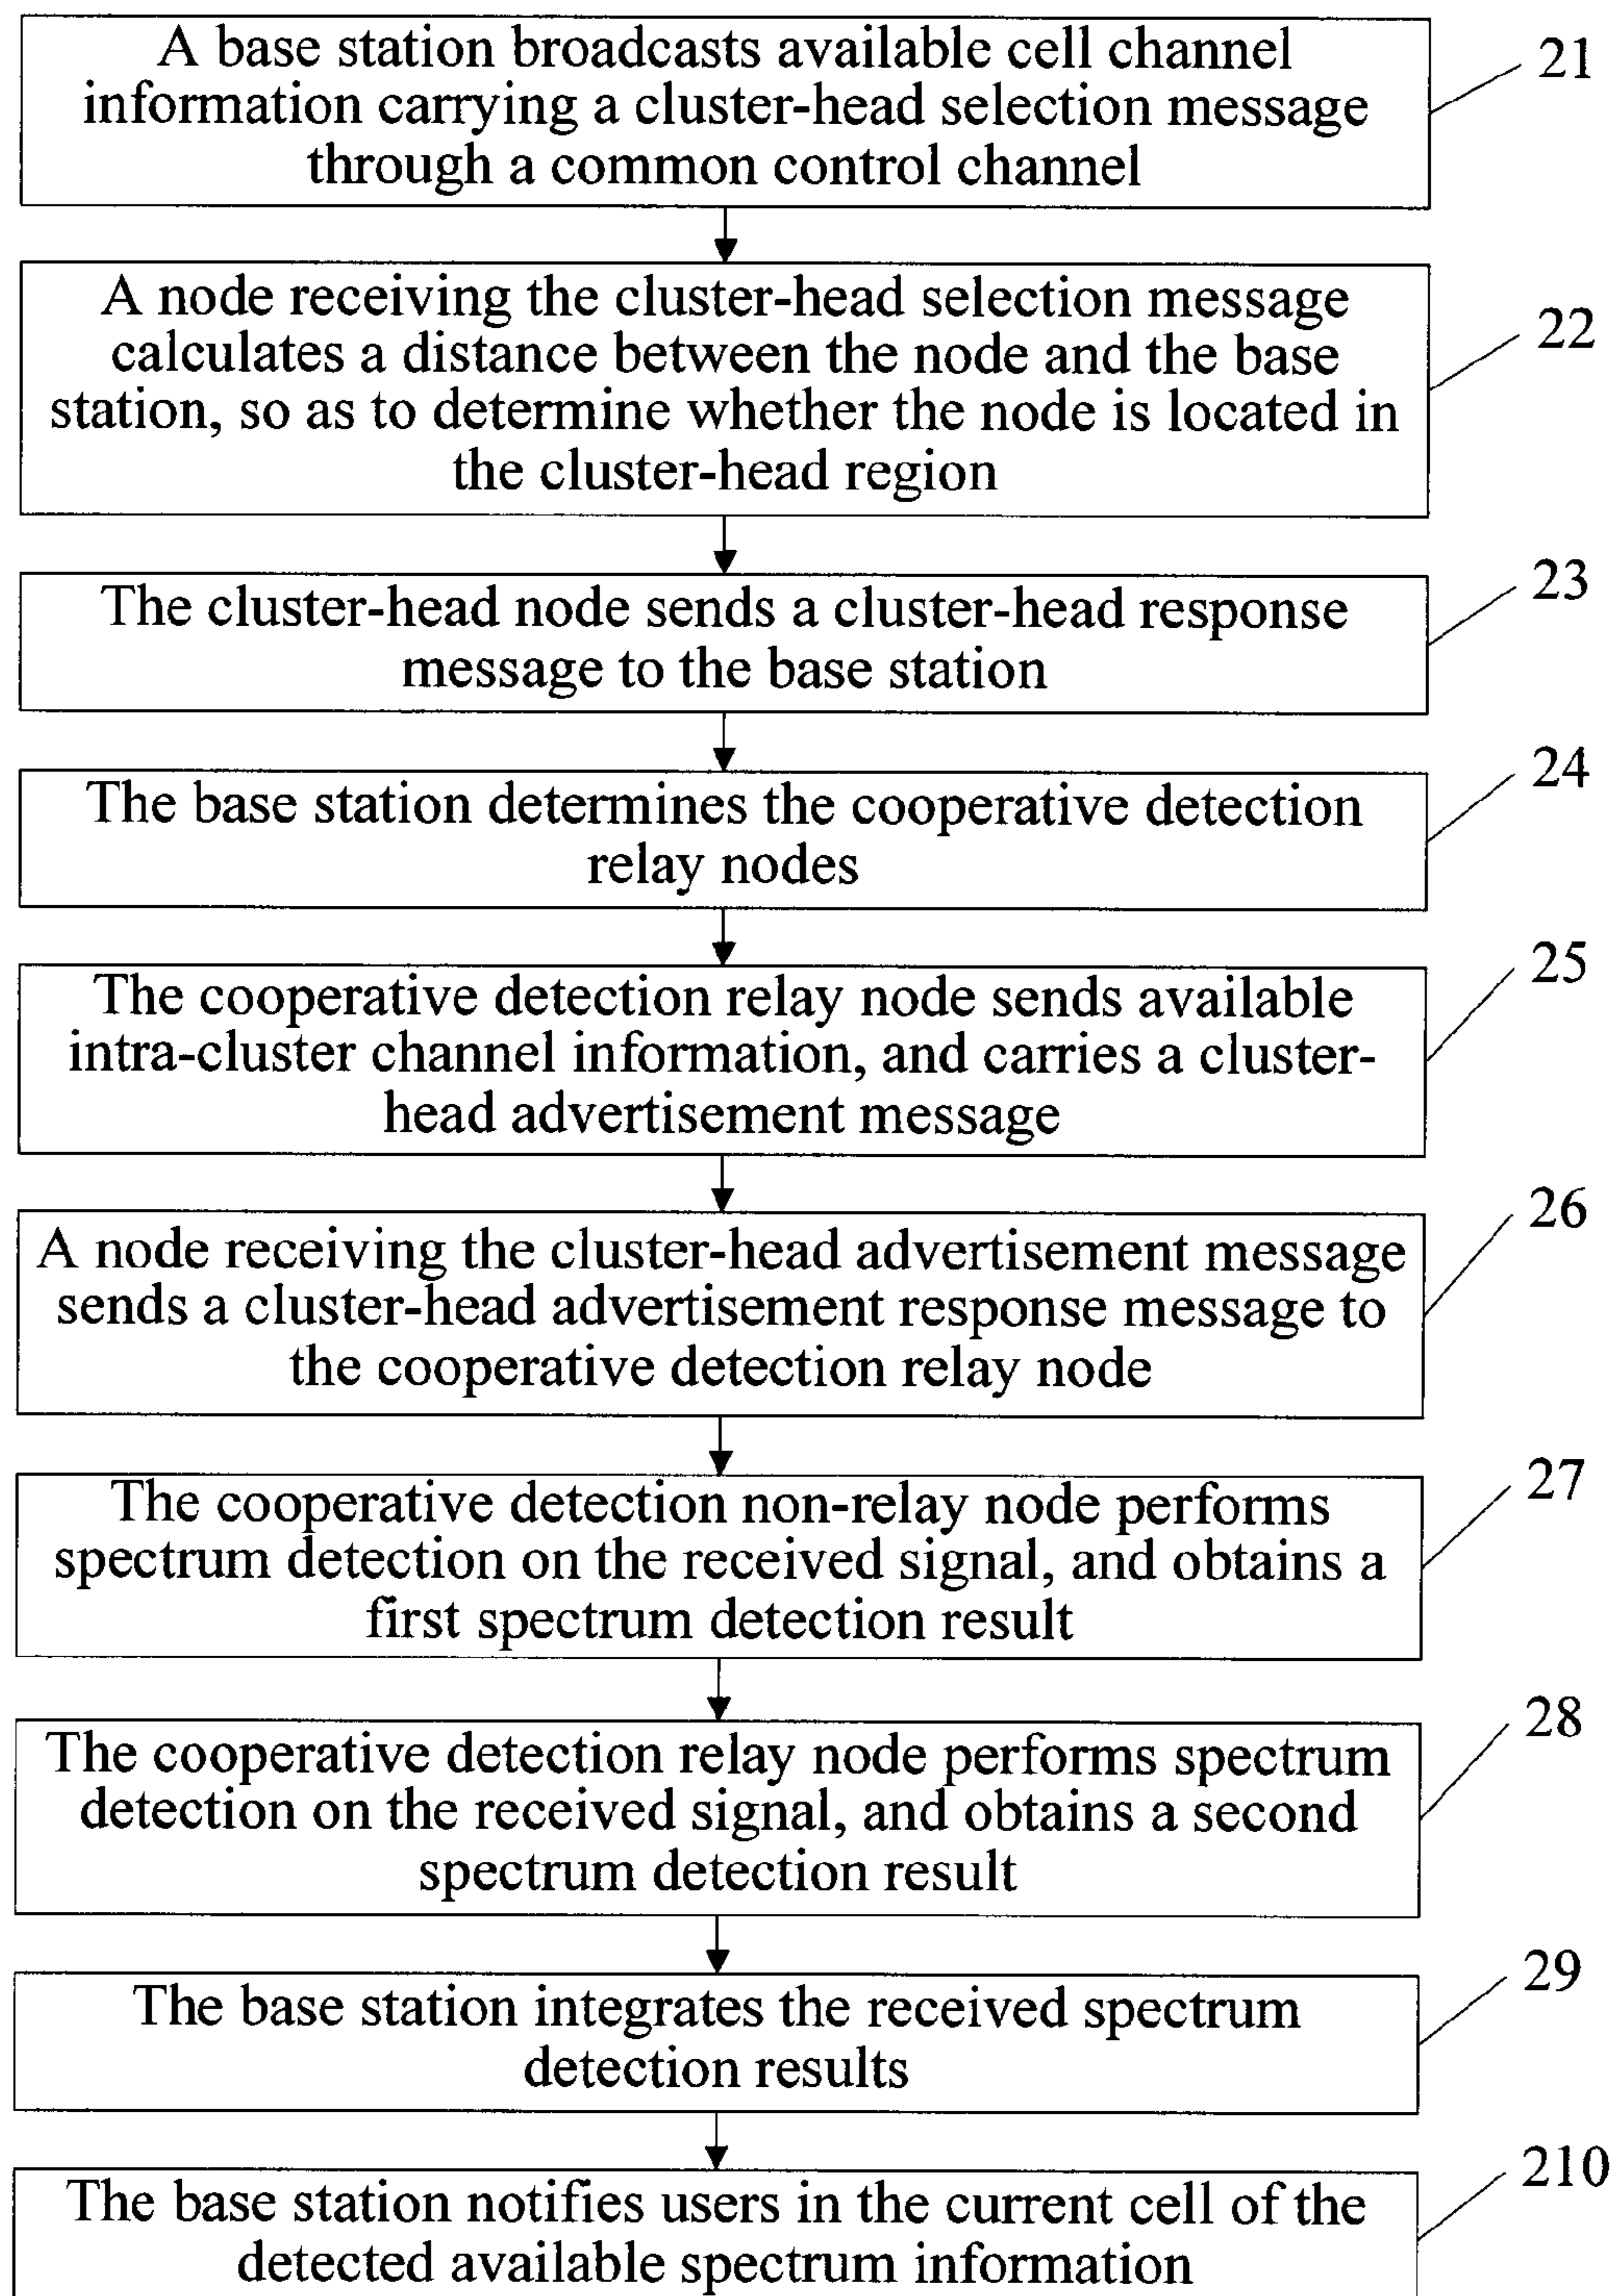 A base station broadcasts available cell channel
information carrying a cluster-head selection message
through a common control channel
21
A node receiving the cluster-head selection message
calculates a distance between the node and the base
station, so as to determine whether the node is located in
the cluster-head region
22
The cluster-head node sends a cluster-head response
message to the base station
23
The base station determines the cooperative detection
relay nodes
24
The cooperative detection relay node sends available
intra-cluster channel information, and carries a cluster-
head advertisement message
25
A node receiving the cluster-head advertisement message
sends a cluster-head advertisement response message to
the cooperative detection relay node
26
The cooperative detection non-relay node performs
spectrum detection on the received signal, and obtains a
first spectrum detection result
27
The cooperative detection relay node performs spectrum
detection on the received signal, and obtains a second
spectrum detection result
28
The base station integrates the received spectrum
detection results
29
The base station notifies users in the current cell of the
detected available spectrum information
210